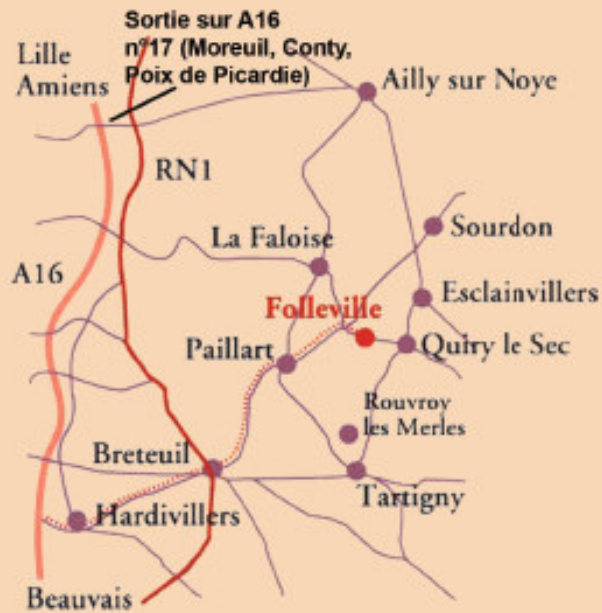 Sortie sur A16
n°17 (Moreuil, Conty,
Poix de Picardie)
Lille
Amiens
Ailly sur Noye
RN1
Sourdon
La Faloise
A16
Esclainvillers
Folleville
Paillart
Quiry le Sec
Rouvroy
les Merles
Breteuil
Tartigny
Hardivillers
Beauvais